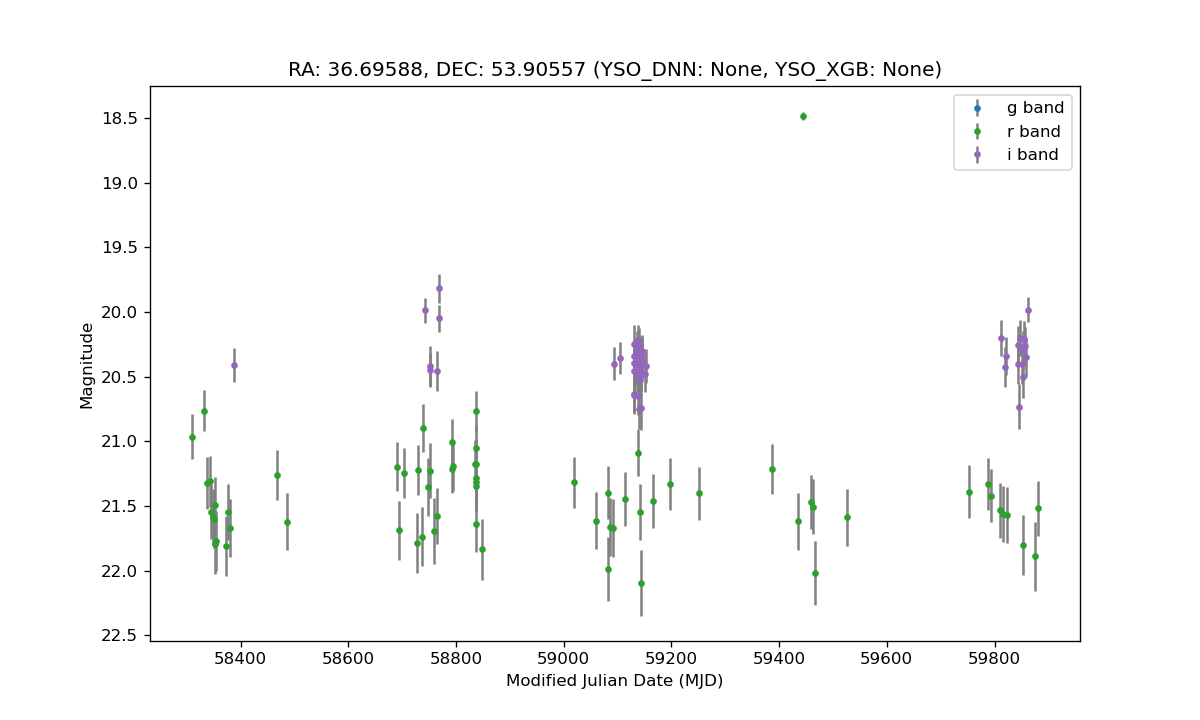 RA: 36.69588, DEC: 53.90557 (YSO_DNN: None, YSO_XGB: None)
g band
r band
i band
18.5
19.0
19.5
20.0
20.5
21.0
21.5
22.0
22.5
Magnitude
58400 58600 58800 59000 59200 59400 59600 59800
Modified Julian Date (MJD)